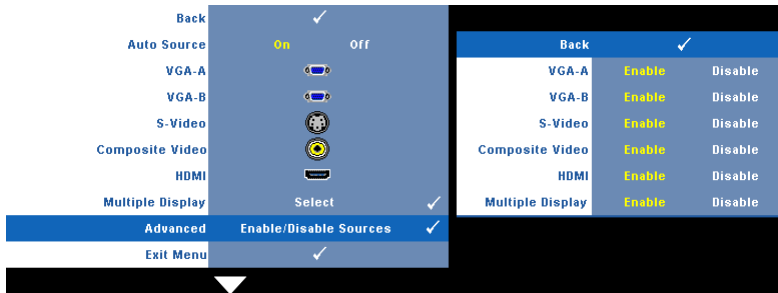 Back
Auto Source On Off
VGA-A
VGA-B
S-Video
Composite Video
HDMI
Multiple Display Select
Advanced Enable/Disable Sources
Exit Menu
Back
VGA-A Enable Disable
VGA-B Enable Disable
S-Video Enable Disable
Composite Video Enable Disable
HDMI Enable Disable
Multiple Display Enable Disable